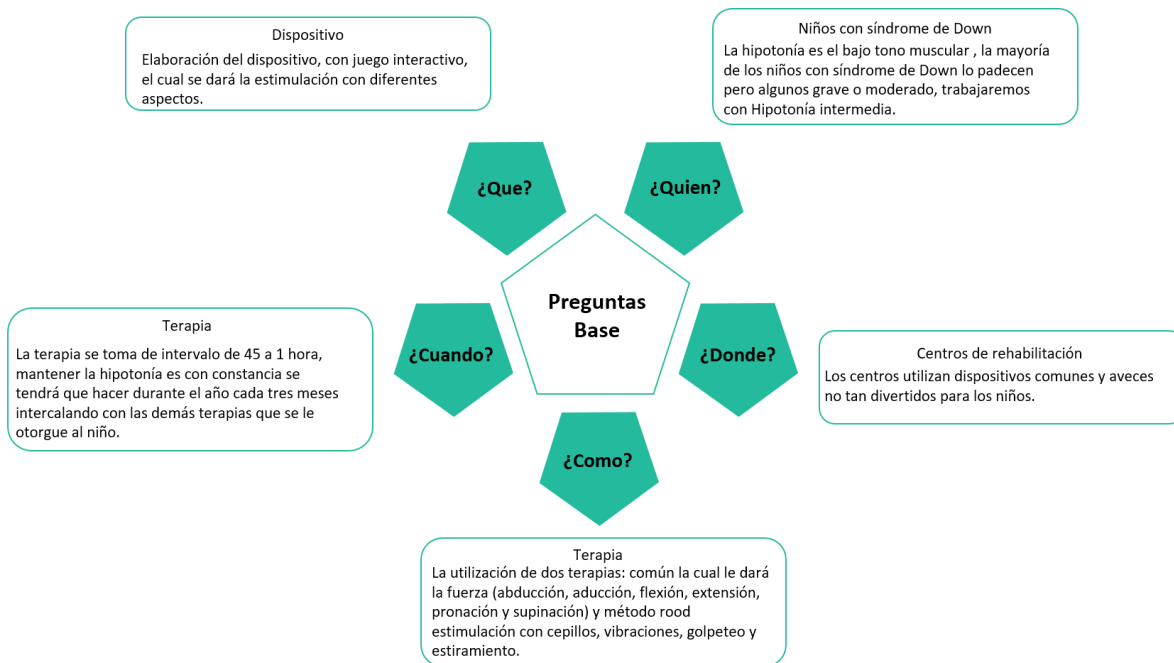 Dispositivo
Elaboración del dispositivo, con juego interactivo,
el cual se dará la estimulación con diferentes
aspectos.
Niños con síndrome de Down
La hipotonía es el bajo tono muscular , la mayoría
de los niños con síndrome de Down lo padecen
pero algunos grave o moderado, trabajaremos
con Hipotonía intermedia.
¿Que?
¿Quien?
Preguntas
Base
Terapia
La terapia se toma de intervalo de 45 a 1 hora,
mantener la hipotonía es con constancia se
tendrá que hacer durante el año cada tres meses
intercalando con las demás terapias que se le
otorgue al niño.
¿Cuando?
¿Donde?
Centros de rehabilitación
Los centros utilizan dispositivos comunes y aveces
no tan divertidos para los niños.
¿Como?
Terapia
La utilización de dos terapias: común la cual le dará
la fuerza (abducción, aducción, flexión, extensión,
pronación y supinación) y método rood
estimulación con cepillos, vibraciones, golpeteo y
estiramiento.